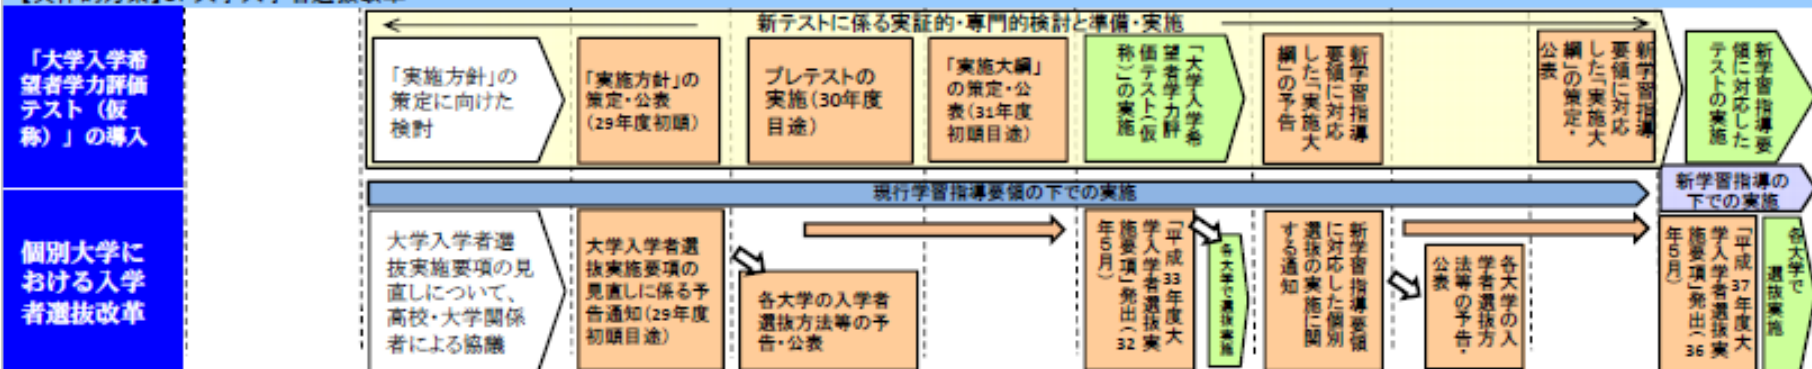 新テストに係る実証的・専門的検討と準備・実施
「大学入学希
望者学力評価
テスト（仮
称）」の導入
「実施方針」の
策定に向けた
検討
「実施方針」の
策定・公表
（29年度初頭）
プレテストの
実施（30年度
目途）
「実施大綱」
の策定・公
表（31年度
初頭目途）
「大学入学希
望者学力評
価テスト（仮
称）」の実施
新学習指導
要領に対応
した「実施大
綱」の予告
新学習指導
要領に対応
した「実施大
綱」の策定・
公表
新学習指導要
領に対応した
テストの実施
現行学習指導要領の下での実施
新学習指導の
下での実施
個別大学に
おける入学
者選抜改革
大学入学者選
抜実施要項の見
直しについて、
高校・大学関係
者による協議
大学入学者選
抜実施要項の
見直しに係る予
告通知（29年度
初頭目途）
各大学の入学者
選抜方法等の予
告・公表
「平成33年度大
学入学者選抜実
施要項」発出（32
年5月）
各大学で選抜実施
新学習指導要領
に対応した個別
選抜の実施に関
する通知
各大学の入
学者選抜方
法等の予告・
公表
「平成37年度大
学入学者選抜実
施要項」発出（36
年5月）
各大学で
選抜実施